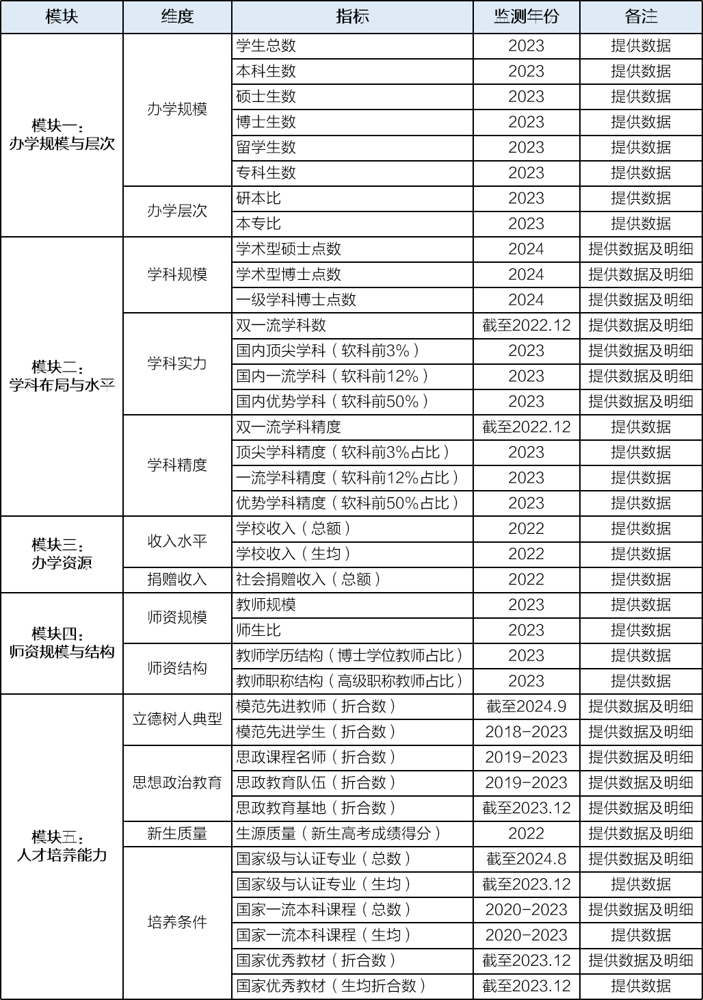 模块 维度 指标 监测年份 备注
模块一：
办学规模与层次
办学规模
学生总数 2023 提供数据
本科生数 2023 提供数据
硕士生数 2023 提供数据
博士生数 2023 提供数据
留学生数 2023 提供数据
专科生数 2023 提供数据
办学层次
研本比 2023 提供数据
本专比 2023 提供数据
模块二：
学科布局与水平
学科规模
学术型硕士点数 2024 提供数据及明细
学术型博士点数 2024 提供数据及明细
一级学科博士点数 2024 提供数据及明细
学科实力
双一流学科数 截至2022.12 提供数据及明细
国内顶尖学科（软科前3%） 2023 提供数据及明细
国内一流学科（软科前12%） 2023 提供数据及明细
国内优势学科（软科前50%） 2023 提供数据及明细
学科精度
双一流学科精度 截至2022.12 提供数据
顶尖学科精度（软科前3%占比） 2023 提供数据
一流学科精度（软科前12%占比） 2023 提供数据
优势学科精度（软科前50%占比） 2023 提供数据
模块三：
办学资源
收入水平
学校收入（总额） 2022 提供数据
学校收入（生均） 2022 提供数据
捐赠收入 社会捐赠收入（总额） 2022 提供数据
模块四：
师资规模与结构
师资规模
教师规模 2023 提供数据
师生比 2023 提供数据
师资结构
教师学历结构（博士学位教师占比） 2023 提供数据
教师职称结构（高级职称教师占比） 2023 提供数据
模块五：
人才培养能力
立德树人典型
模范先进教师（折合数） 截至2024.9 提供数据及明细
模范先进学生（折合数） 2018-2023 提供数据及明细
思想政治教育
思政课程名师（折合数） 2019-2023 提供数据及明细
思政教育队伍（折合数） 2019-2023 提供数据及明细
思政教育基地（折合数） 截至2023.12 提供数据及明细
新生质量 生源质量（新生高考成绩得分） 2022 提供数据及明细
培养条件
国家级与认证专业（总数） 截至2024.8 提供数据及明细
国家级与认证专业（生均） 截至2023.12 提供数据
国家一流本科课程（总数） 2020-2023 提供数据及明细
国家一流本科课程（生均） 2020-2023 提供数据
国家优秀教材（折合数） 截至2023.12 提供数据及明细
国家优秀教材（生均折合数） 截至2023.12 提供数据